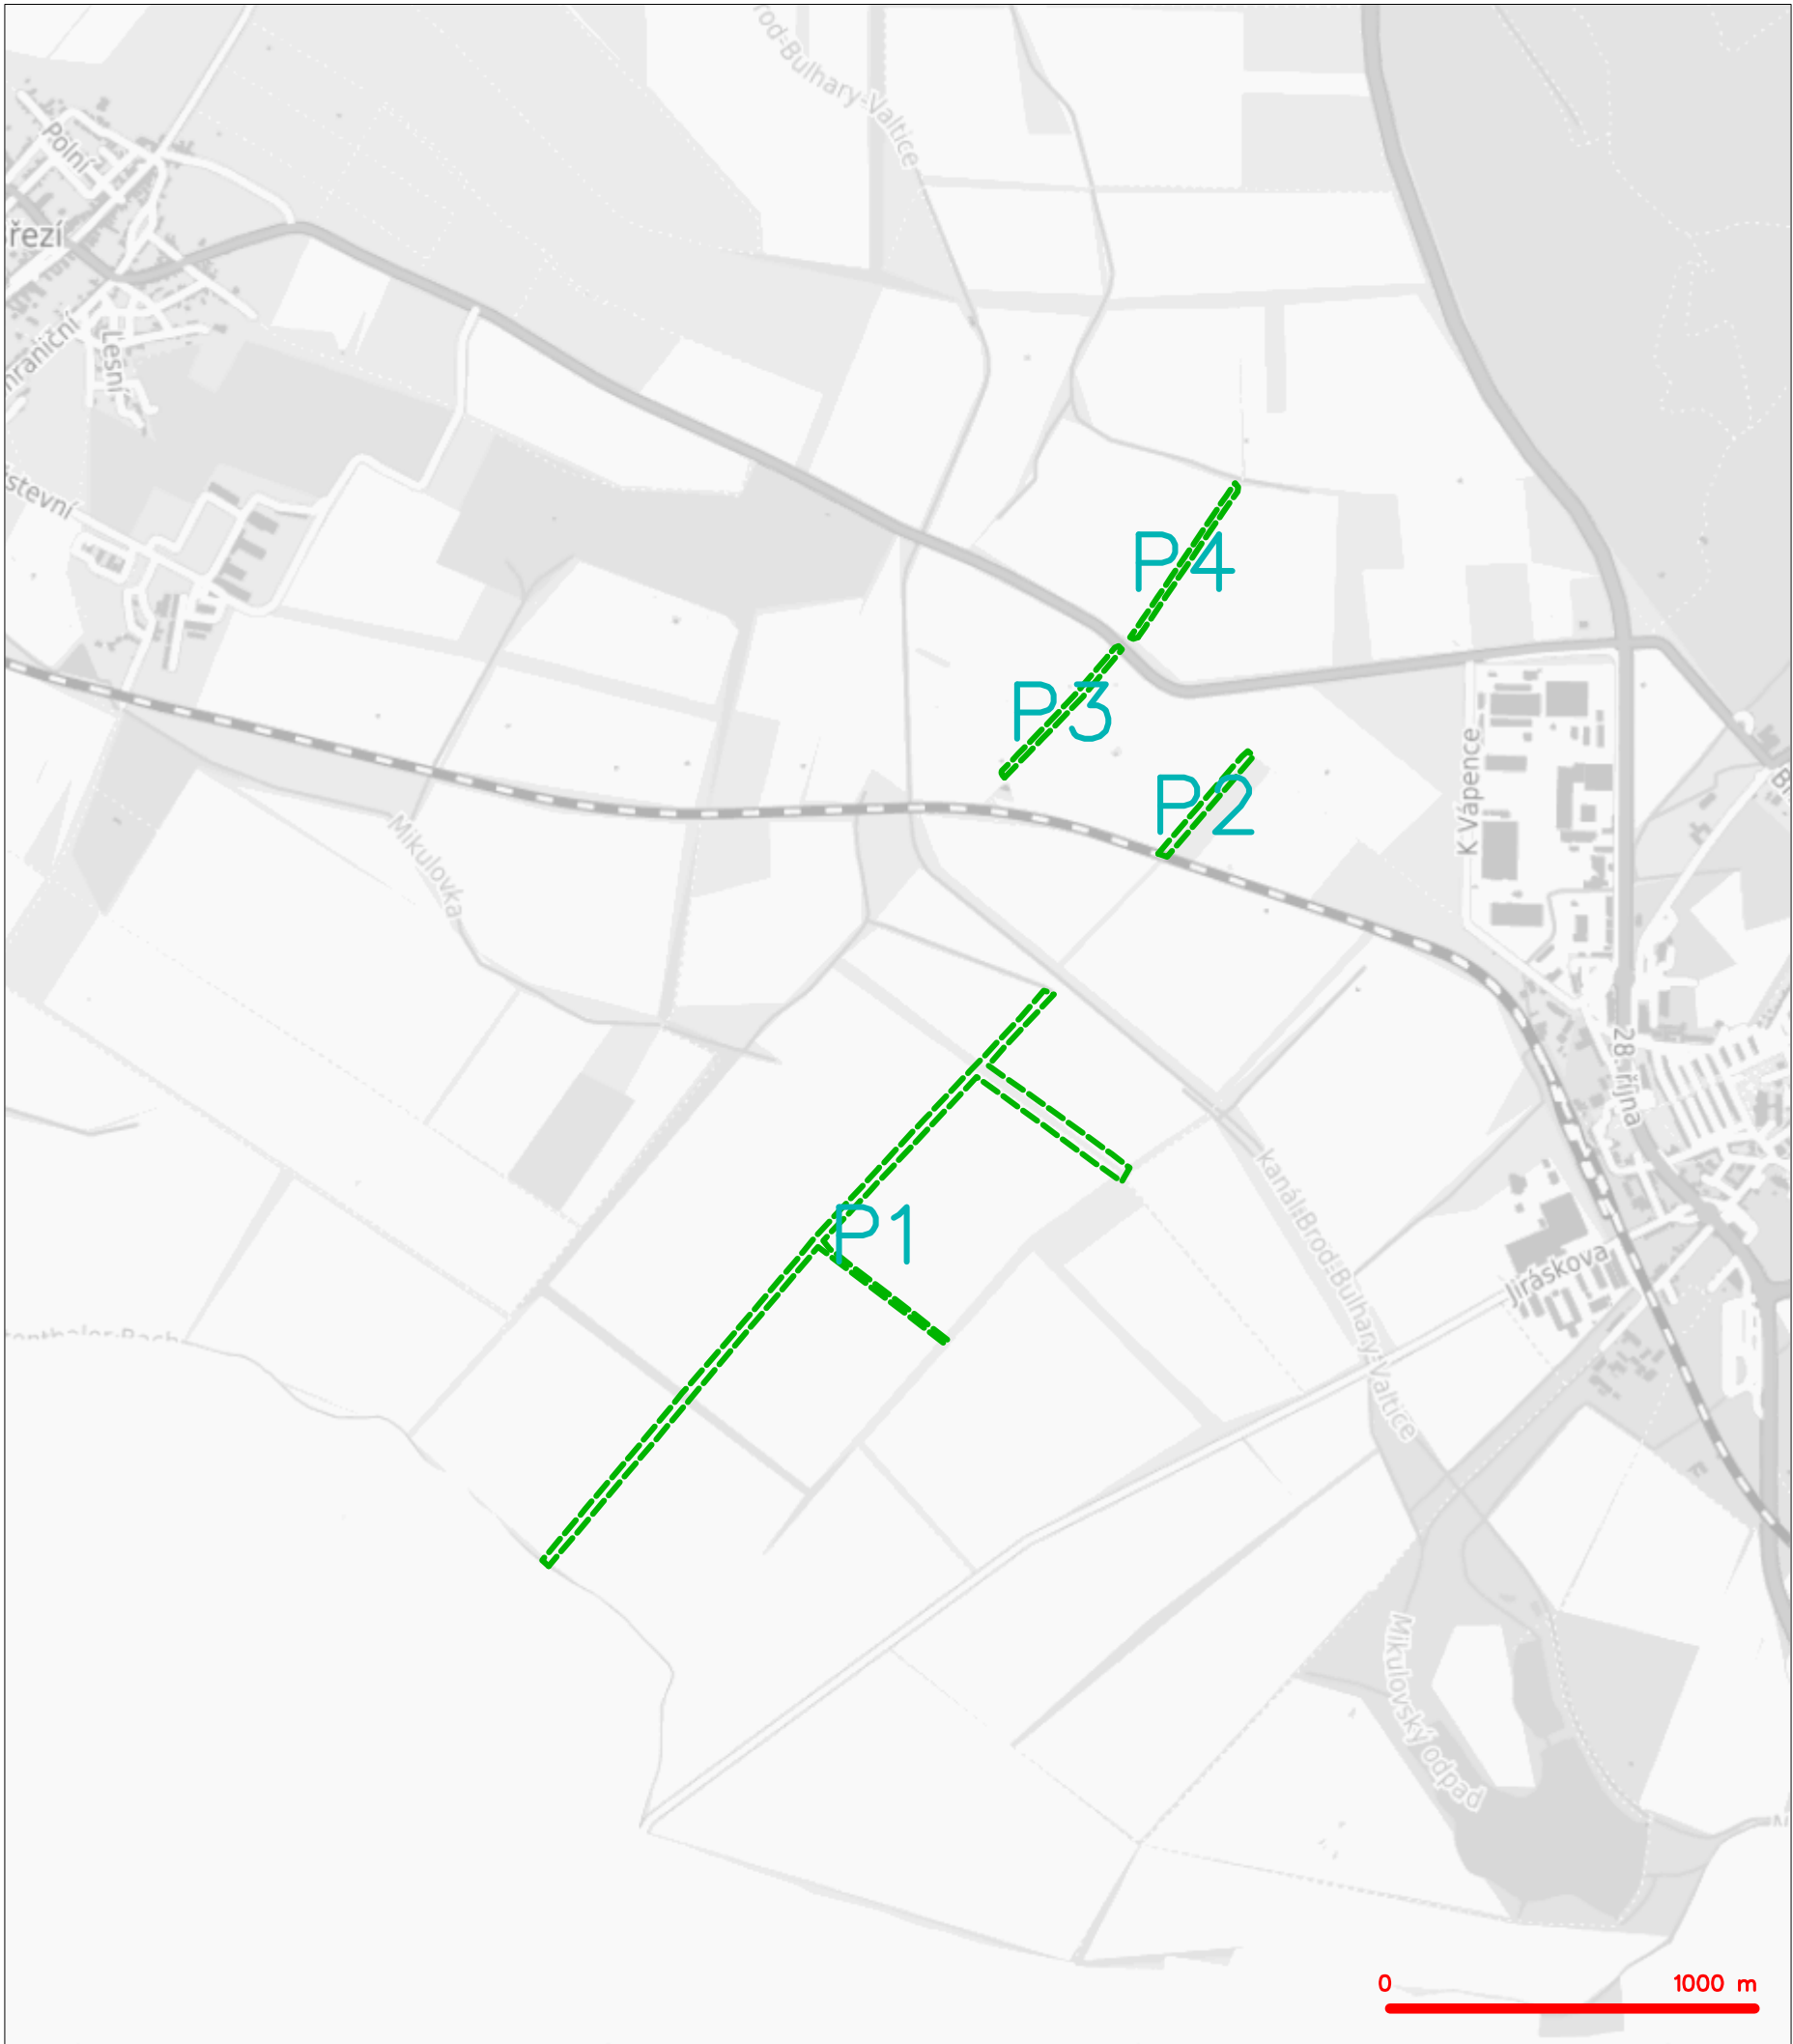 rod-Bulhary-Valtice
Polní
řezí
hraniční
Lesní
stevní
P4
P3
P2
K Vápence
Mikulovka
28. října
P1
kanál Brod-Bulhary-Valtice
Jiráskova
Mikulovský odpad
0 1000 m